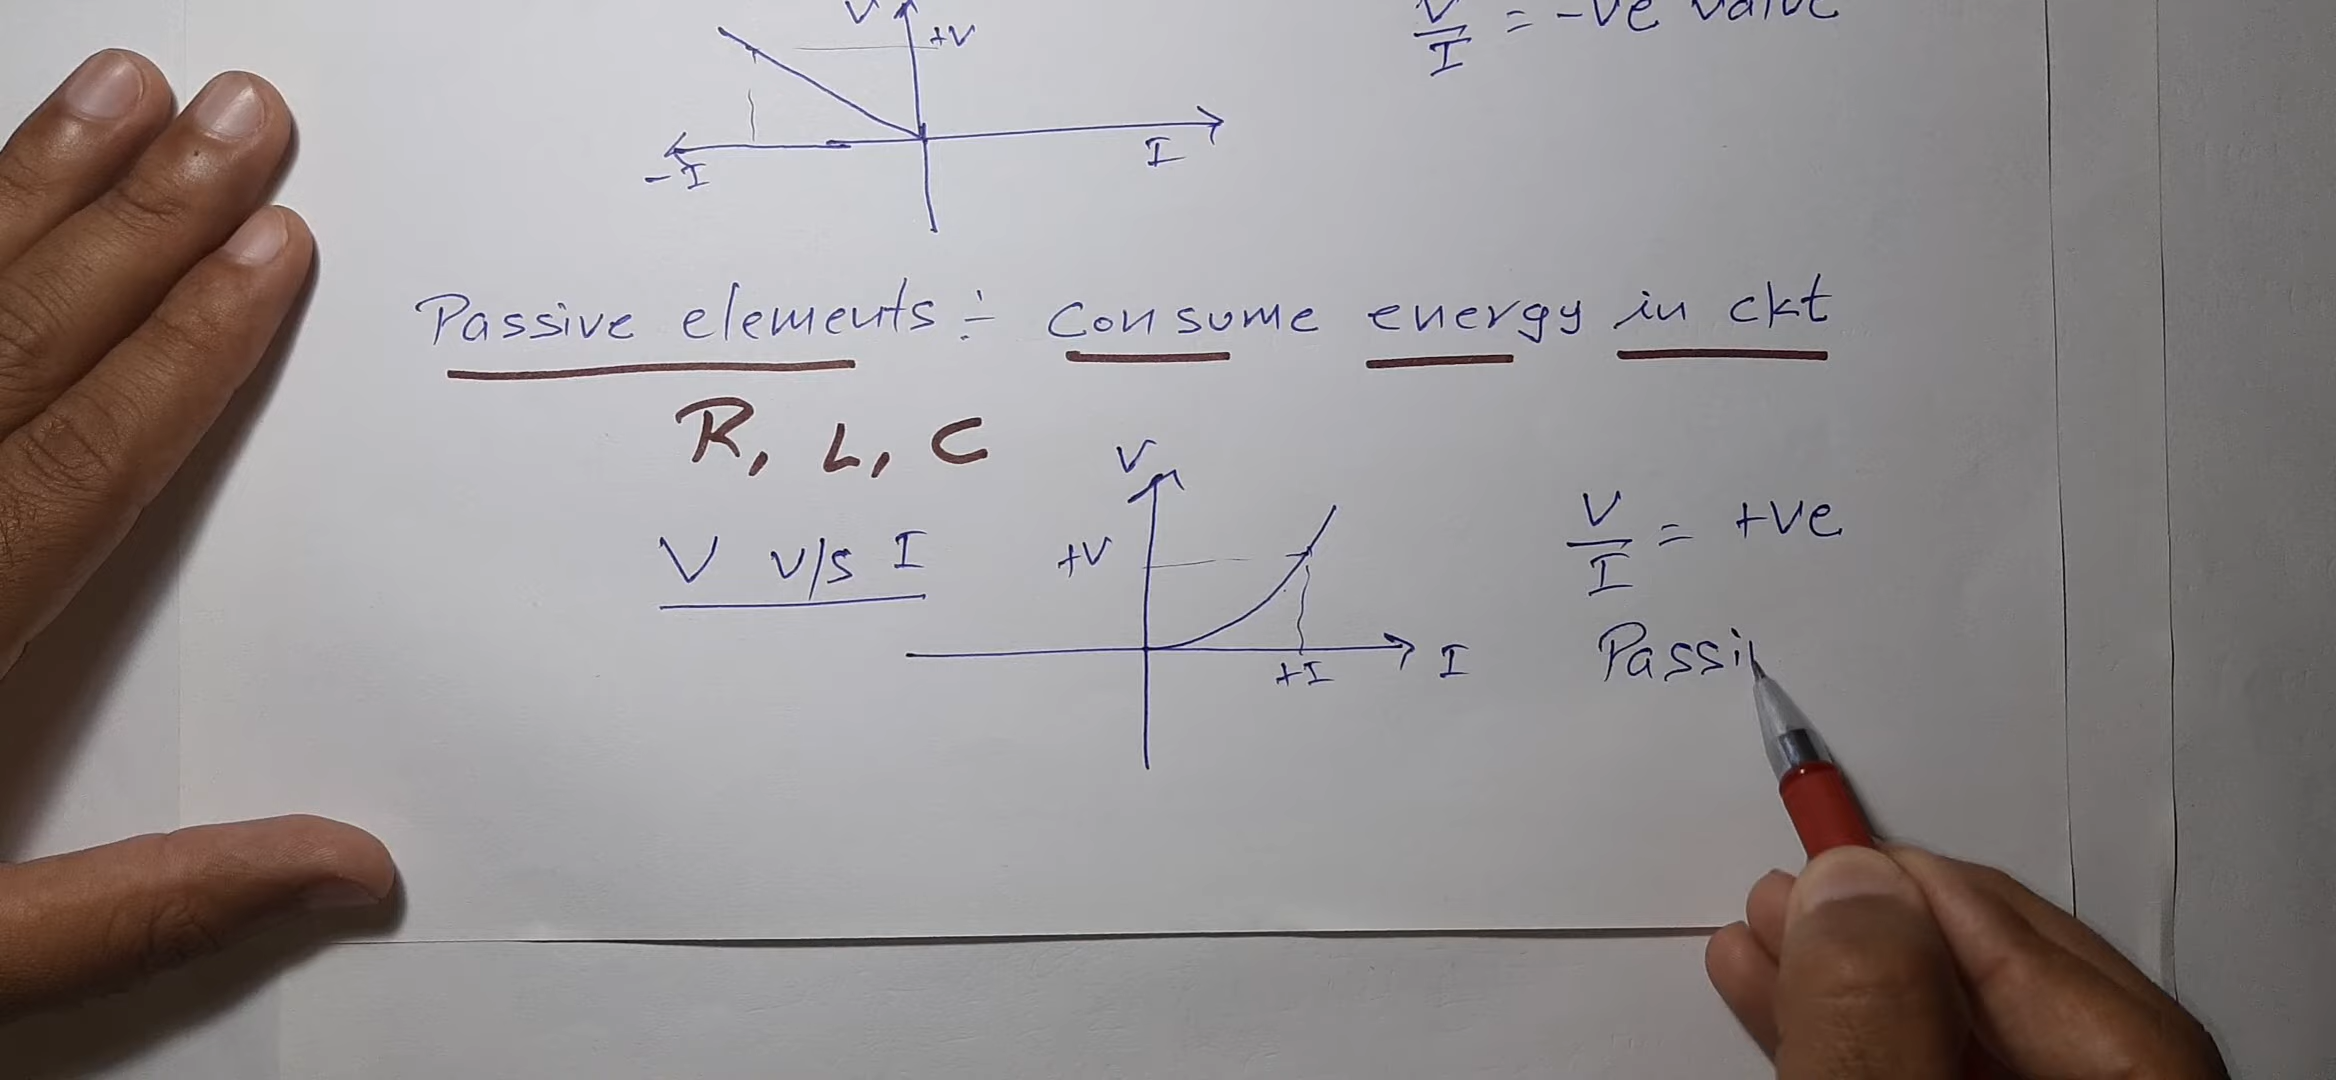 V
+V
V/I = -ve value
-I
I
Passive elements :- Consume energy in ckt
R, L, C
V
V v/s I
+V
V/I = +ve
+I
I
Passi